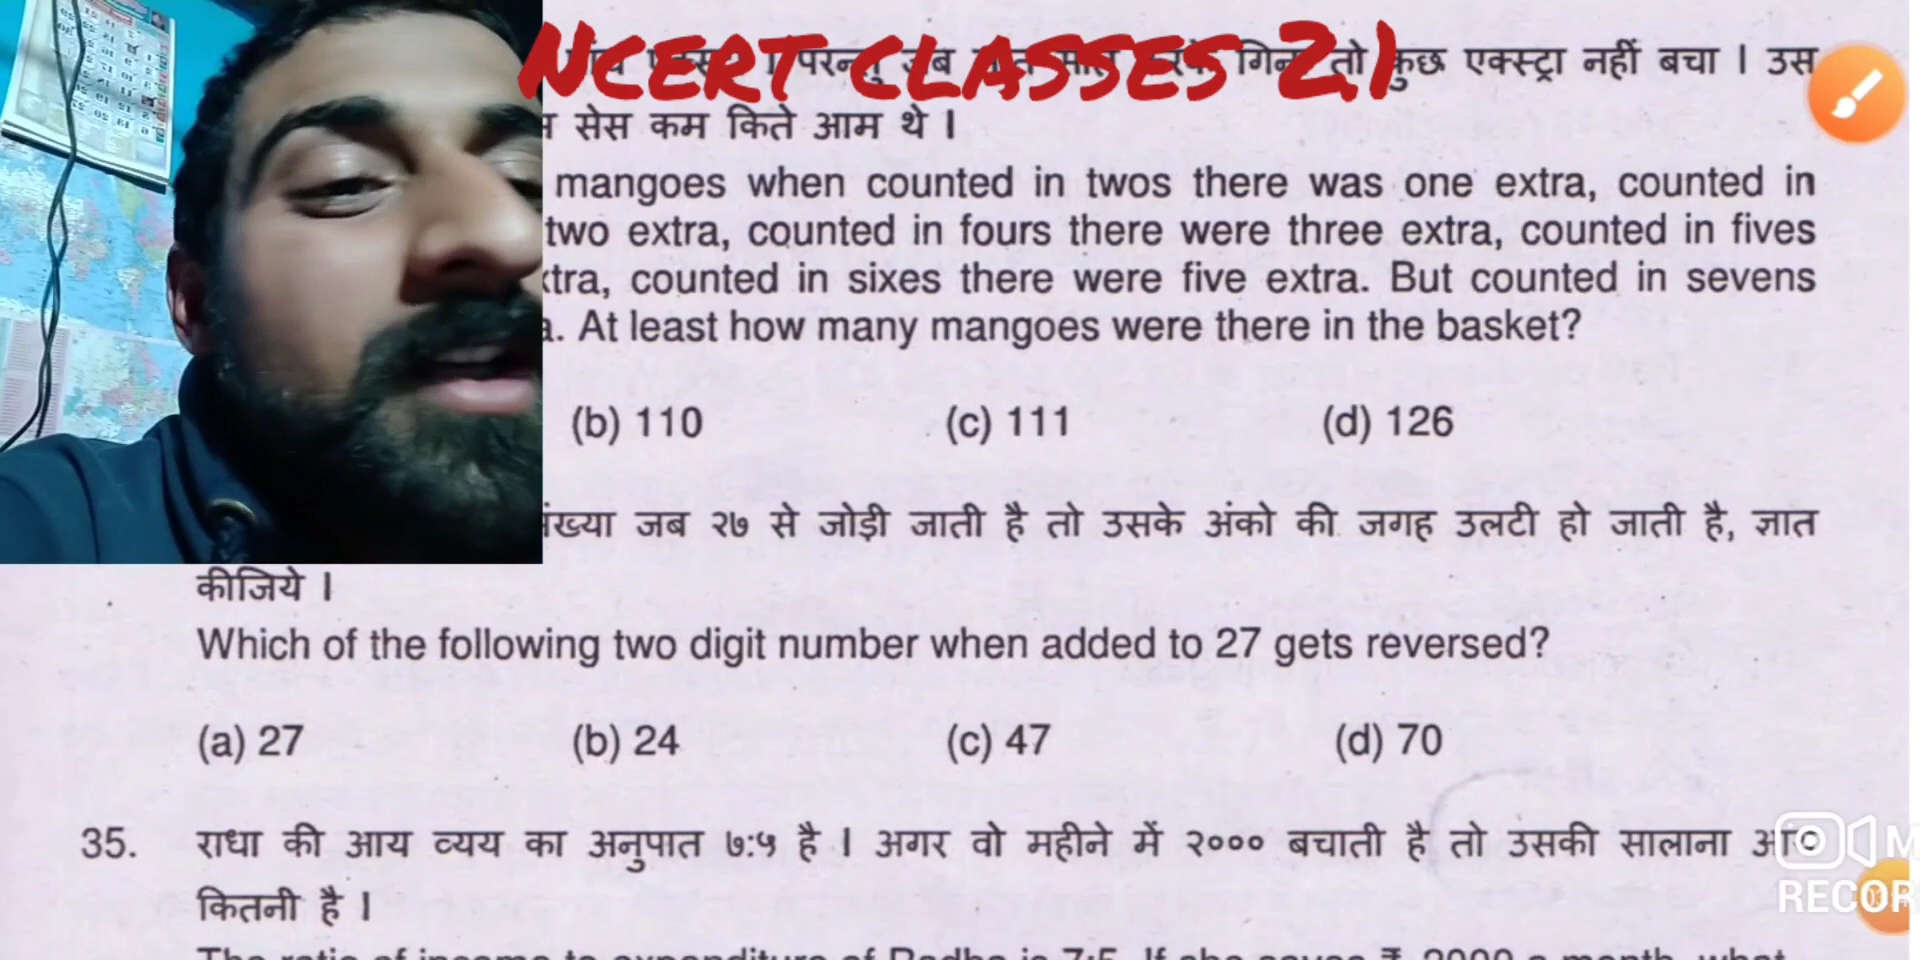 NCERT CLASSES 2.1
गिना तो कुछ एक्स्ट्रा नहीं बचा । उस
सेस कम किते आम थे ।
mangoes when counted in twos there was one extra, counted in
two extra, counted in fours there were three extra, counted in fives
counted in sixes there were five extra. But counted in sevens
At least how many mangoes were there in the basket?
(b) 110 (c) 111 (d) 126
जब २७ से जोड़ी जाती है तो उसके अंको की जगह उलटी हो जाती है, ज्ञात
कीजिये ।
Which of the following two digit number when added to 27 gets reversed?
(a) 27 (b) 24 (c) 47 (d) 70
35. राधा की आय व्यय का अनुपात ७:५ है । अगर वो महीने में २००० बचाती है तो उसकी सालाना
कितनी है ।
RECOR